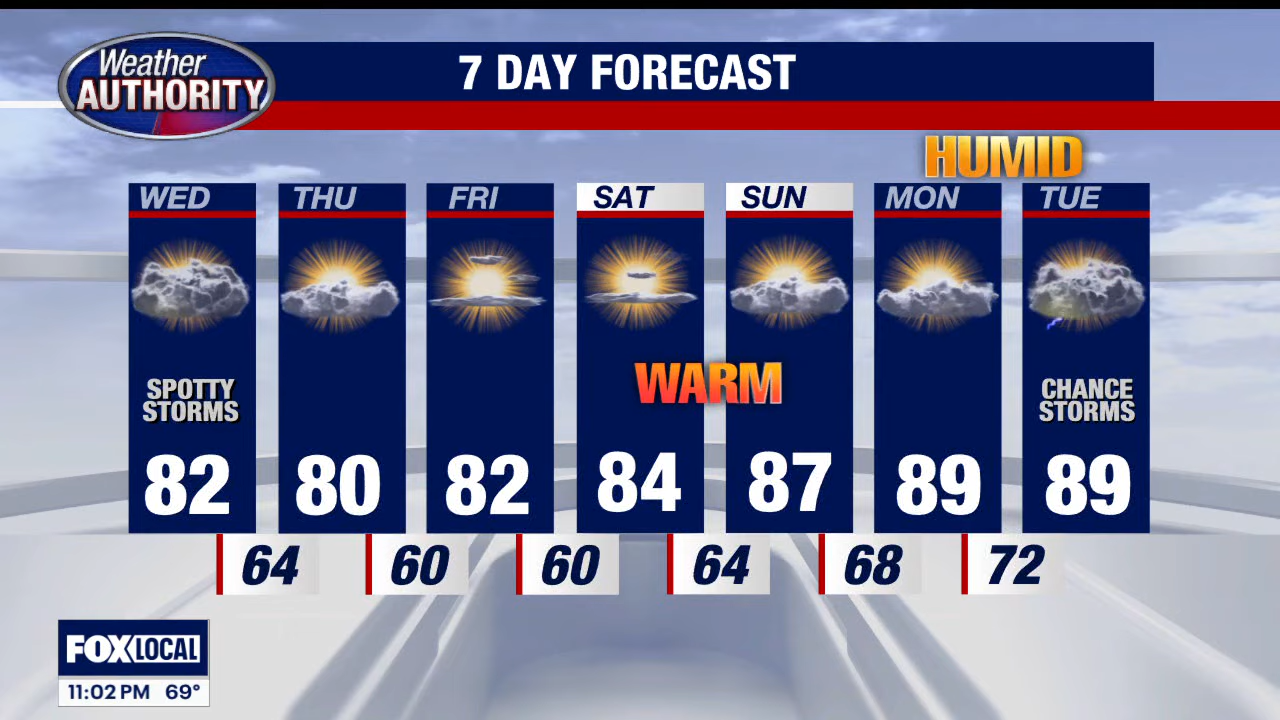 Weather
AUTHORITY
7 DAY FORECAST
HUMID
WED THU FRI SAT SUN MON TUE
SPOTTY
STORMS
WARM
CHANCE
STORMS
82 80 82 84 87 89 89
64 60 60 64 68 72
FOX LOCAL
11:02 PM 69°